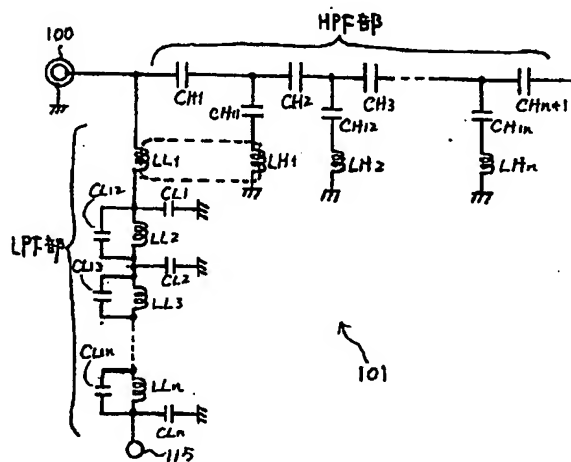 HPF部
100
CH1
CH2
CH3
CHn+1
CH11
CH12
CH1n
LL1
LH1
LH2
LHn
CL12
CL1
LL2
LPF部
CL13
CL2
LL3
101
CL1n
LLn
CLn
115